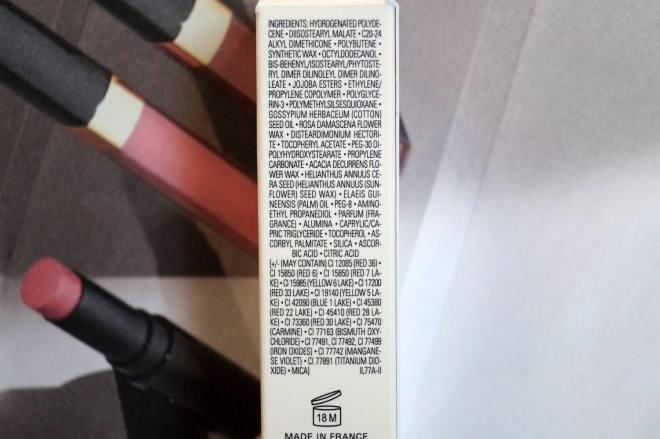 INGREDIENTS: HYDROGENATED POLYDE-
CENE • DIISOSTEARYL MALATE • C20-24
ALKYL DIMETHICONE • POLYBUTENE •
SYNTHETIC WAX • OCTYLDODECANOL •
BIS-BEHENYL/ISOSTEARYL/PHYTOSTE-
RYL DIMER DILINOLEYL DIMER DILINO-
LEATE • JOJOBA ESTERS • ETHYLENE/
PROPYLENE COPOLYMER • POLYGLYCE-
RIN-3 • POLYMETHYLSILSESQUIOXANE •
GOSSYPIUM HERBACEUM (COTTON)
SEED OIL • ROSA DAMASCENA FLOWER
WAX • DISTEARDIMONIUM HECTORI-
TE • TOCOPHERYL ACETATE • PEG-30 DI-
POLYHYDROXYSTEARATE • PROPYLENE
CARBONATE • ACACIA DECURRENS FLO-
WER WAX • HELIANTHUS ANNUUS CE-
RA SEED (HELIANTHUS ANNUUS (SUN-
FLOWER) SEED WAX) • ELAEIS GUI-
NEENSIS (PALM) OIL • PEG-8 • AMINO-
ETHYL PROPANEDIOL • PARFUM (FRA-
GRANCE) • ALUMINA • CAPRYLIC/CA-
PRIC TRIGLYCERIDE • TOCOPHEROL • AS-
CORBYL PALMITATE • SILICA • ASCOR-
BIC ACID • CITRIC ACID
[+/- (MAY CONTAIN) CI 12085 (RED 36) •
CI 15850 (RED 6) • CI 15850 (RED 7 LA-
KE) • CI 15985 (YELLOW 6 LAKE) • CI 17200
(RED 33 LAKE) • CI 19140 (YELLOW 5 LA-
KE) • CI 42090 (BLUE 1 LAKE) • CI 45380
(RED 22 LAKE) • CI 45410 (RED 28 LA-
KE) • CI 73360 (RED 30 LAKE) • CI 75470
(CARMINE) • CI 77163 (BISMUTH OXY-
CHLORIDE) • CI 77491, CI 77492, CI 77499
(IRON OXIDES) • CI 77742 (MANGANE-
SE VIOLET) • CI 77891 (TITANIUM DIO-
XIDE) • MICA] IL77A-II
18 M
MADE IN FRANCE